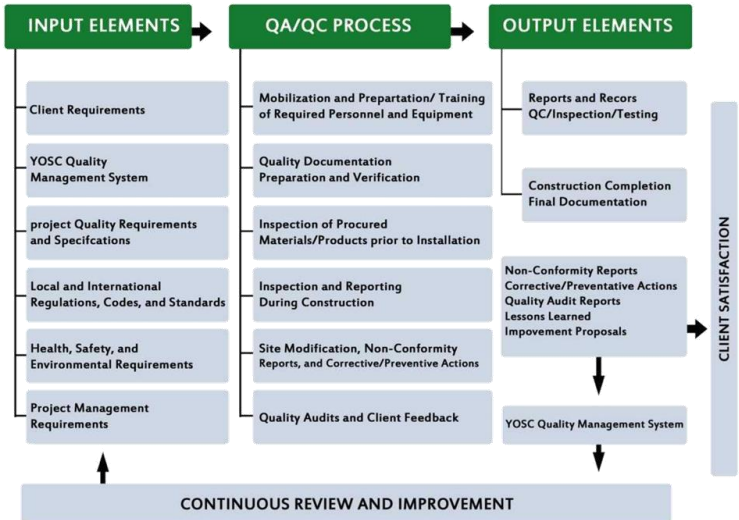 INPUT ELEMENTS
QA/QC PROCESS
OUTPUT ELEMENTS
Client Requirements
YOSC Quality
Management System
project Quality Requirements
and Specifcations
Local and International
Regulations, Codes, and Standards
Health, Safety, and
Environmental Requirements
Project Management
Requirements
Mobilization and Prepartation/ Training
of Required Personnel and Equipment
Quality Documentation
Preparation and Verification
Inspection of Procured
Materials/Products prior to Installation
Inspection and Reporting
During Construction
Site Modification, Non-Conformity
Reports, and Corrective/Preventive Actions
Quality Audits and Client Feedback
Reports and Recors
QC/Inspection/Testing
Construction Completion
Final Documentation
Non-Conformity Reports
Corrective/Preventative Actions
Quality Audit Reports
Lessons Learned
Impovement Proposals
YOSC Quality Management System
CLIENT SATISFACTION
CONTINUOUS REVIEW AND IMPROVEMENT